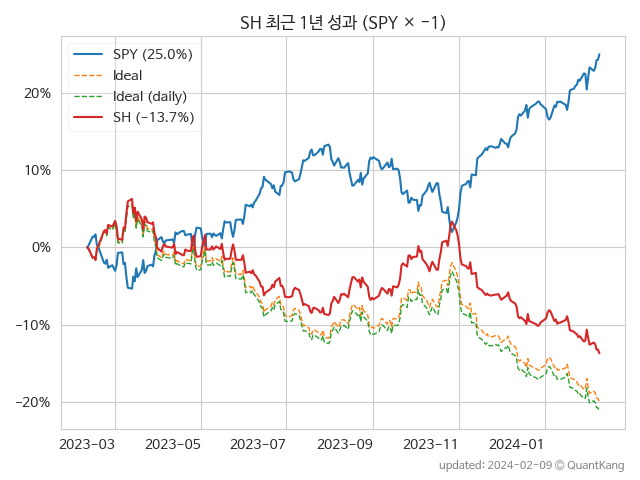 SH 최근 1년 성과 (SPY × −1)
SPY (25.0%)
Ideal
Ideal (daily)
SH (−13.7%)
20%
10%
0%
−10%
−20%
2023−03
2023−05
2023−07
2023−09
2023−11
2024−01
updated: 2024−02−09 © QuantKang